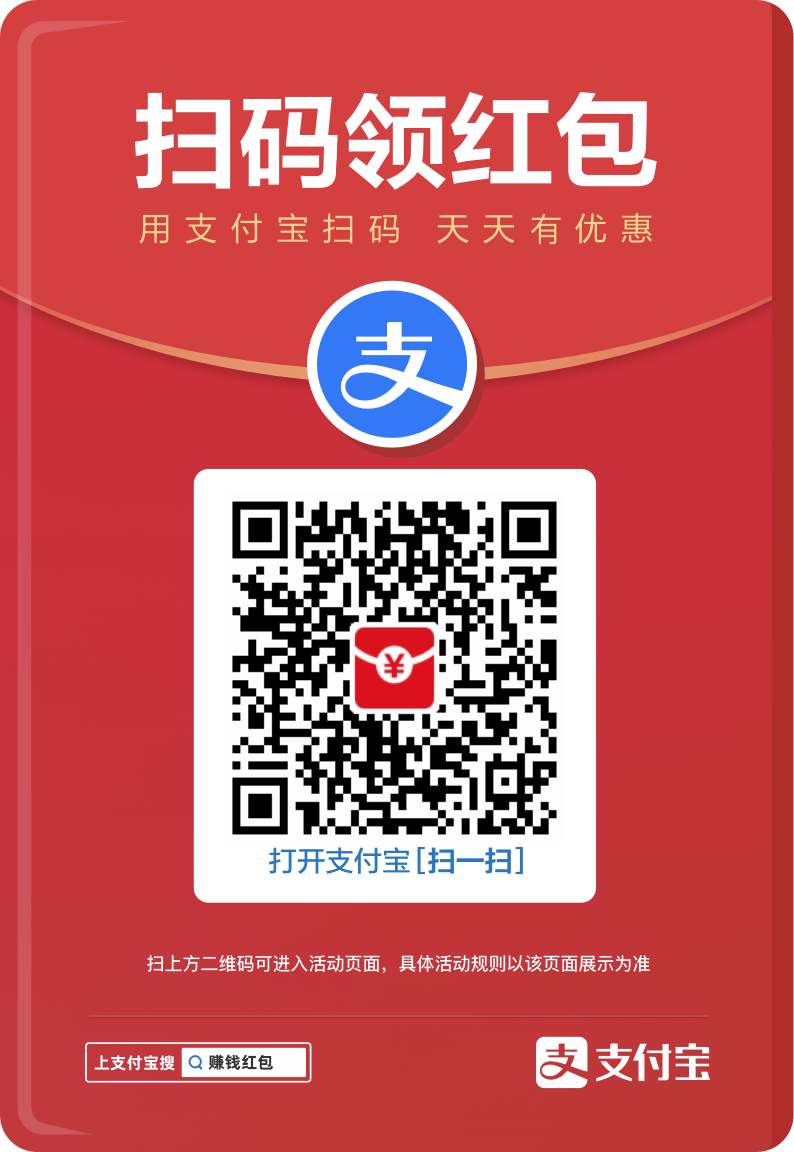 扫码领红包
用支付宝扫码 天天有优惠
支
¥
打开支付宝[扫一扫]
扫上方二维码可进入活动页面，具体活动规则以该页面展示为准
上支付宝搜 赚钱红包
支 支付宝